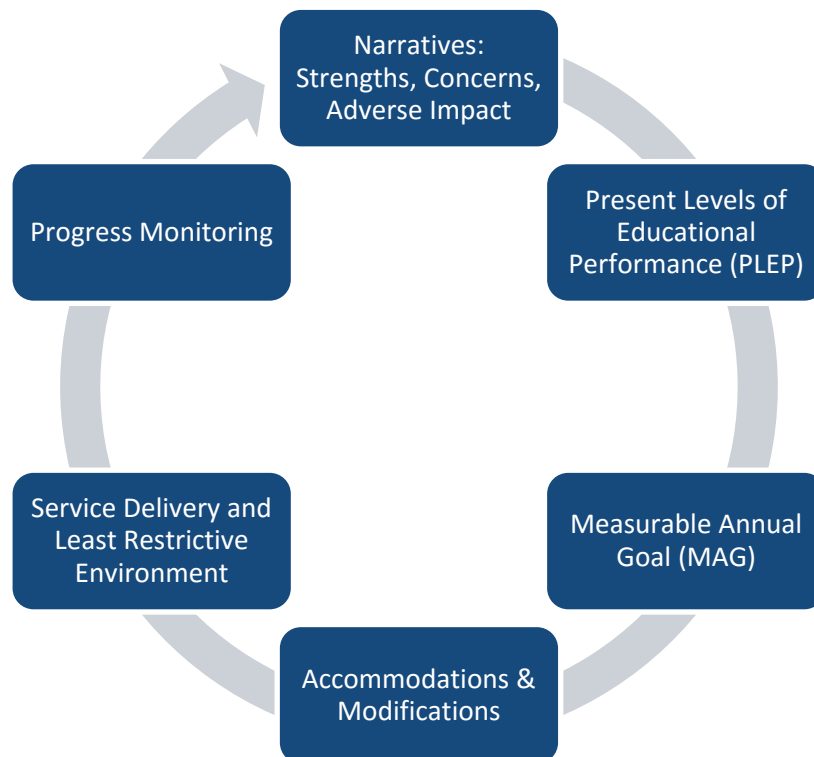 Narratives:
Strengths, Concerns,
Adverse Impact
Present Levels of
Educational
Performance (PLEP)
Measurable Annual
Goal (MAG)
Accommodations &
Modifications
Service Delivery and
Least Restrictive
Environment
Progress Monitoring